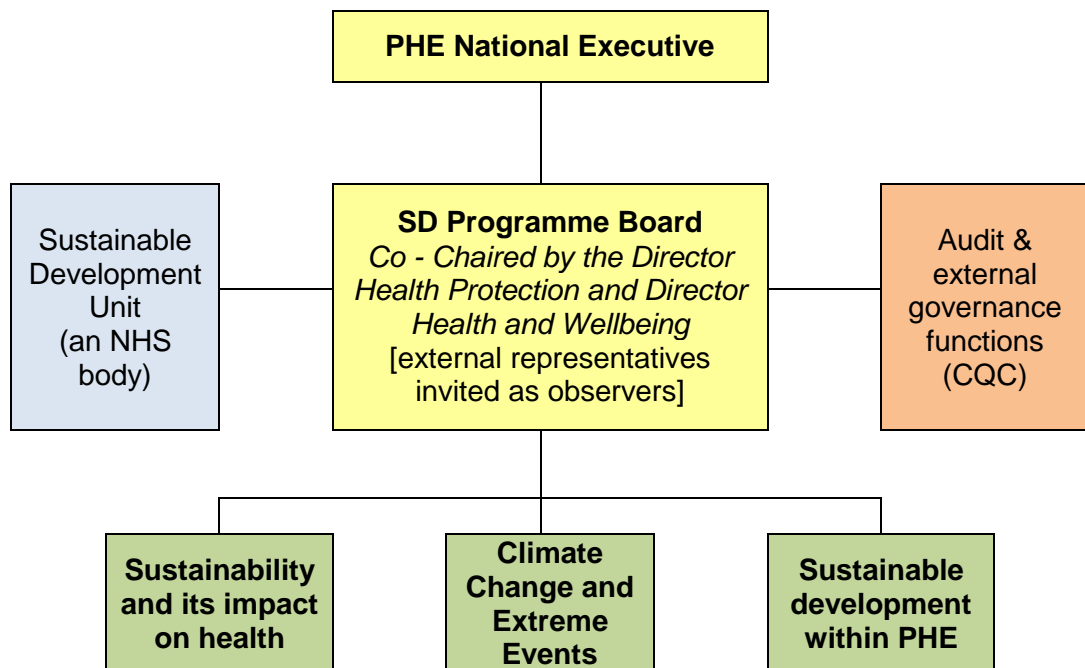 PHE National Executive
Sustainable
Development
Unit
(an NHS
body)
SD Programme Board
Co - Chaired by the Director
Health Protection and Director
Health and Wellbeing
[external representatives
invited as observers]
Audit &
external
governance
functions
(CQC)
Sustainability
and its impact
on health
Climate
Change and
Extreme
Events
Sustainable
development
within PHE